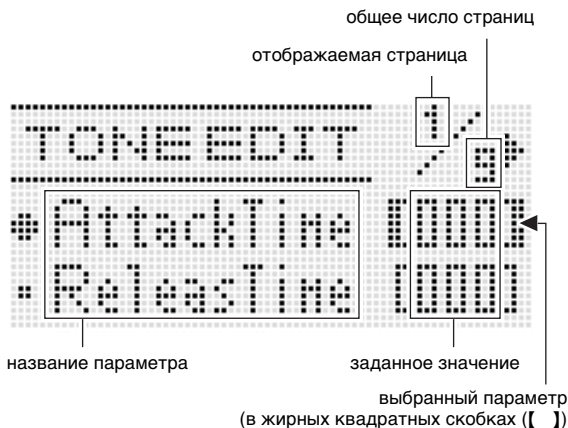 общее число страниц
отображаемая страница
TONE EDIT 1/9
AttackTime【000】
ReleasTime [000]
название параметра
заданное значение
выбранный параметр
(в жирных квадратных скобках (【 】)